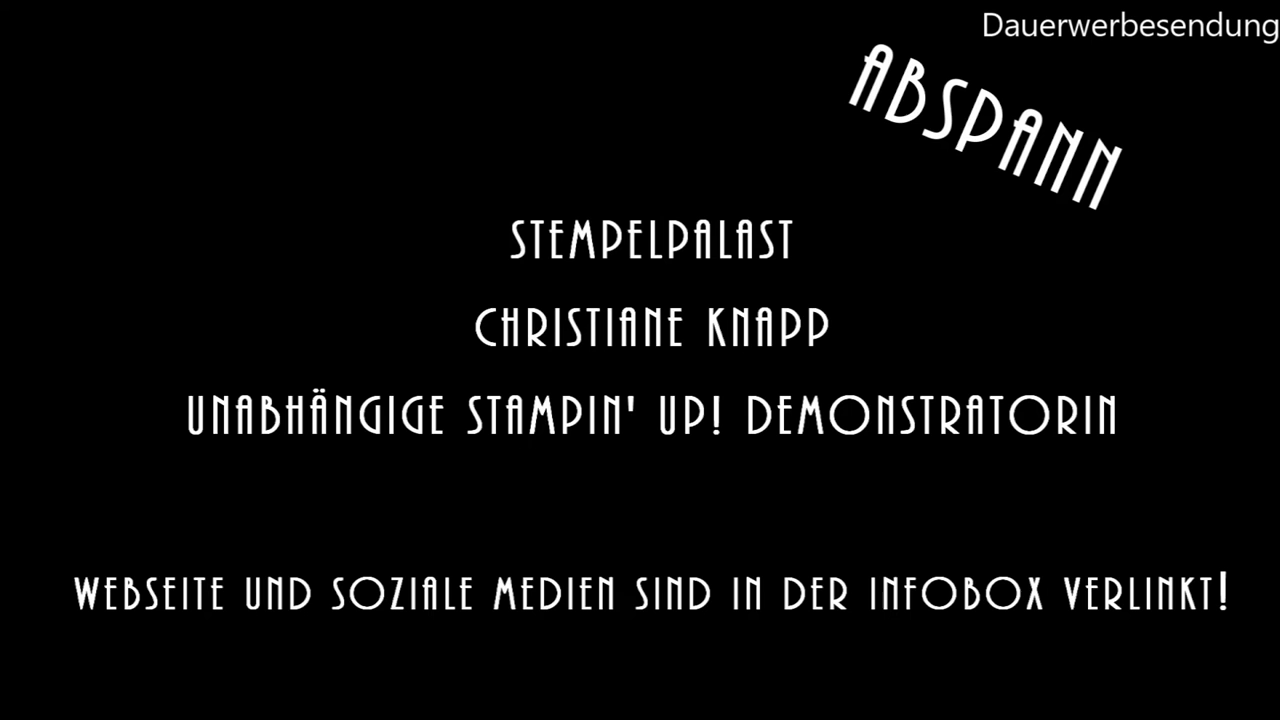 Dauerwerbesendung
ABSPANN
STEMPELPALAST
CHRISTIANE KNAPP
UNABHÄNGIGE STAMPIN' UP! DEMONSTRATORIN
WEBSEITE UND SOZIALE MEDIEN SIND IN DER INFOBOX VERLINKT!